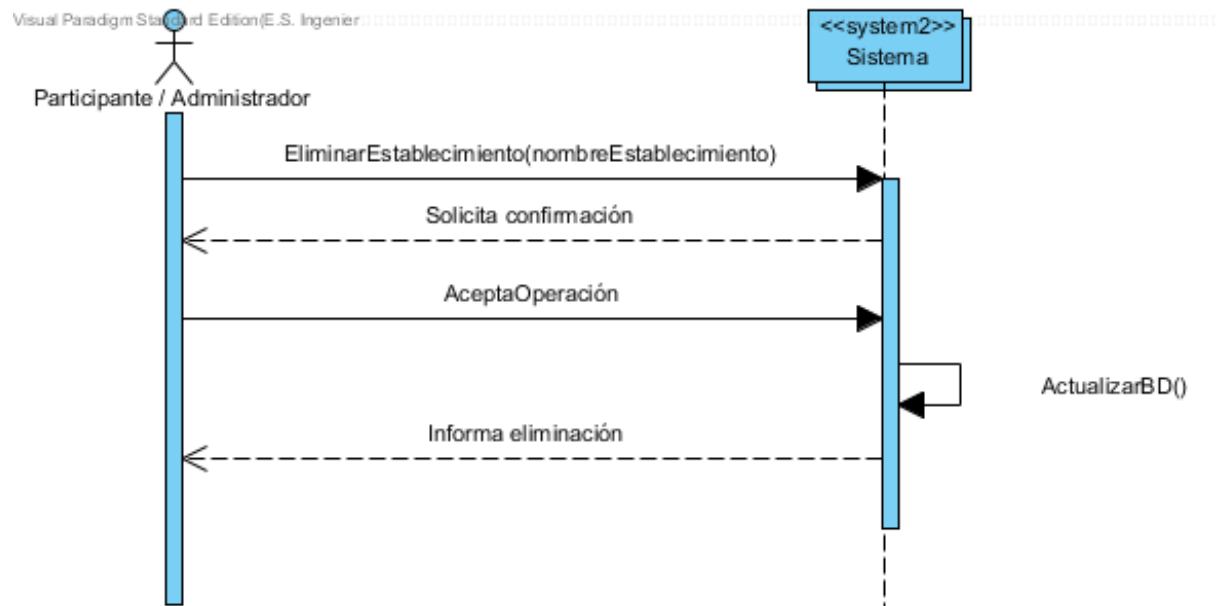 Visual Paradigm Standard Edition(E.S. Ingenier
<<system2>>
Sistema
Participante / Administrador
EliminarEstablecimiento(nombreEstablecimiento)
Solicita confirmación
AceptaOperación
ActualizarBD()
Informa eliminación